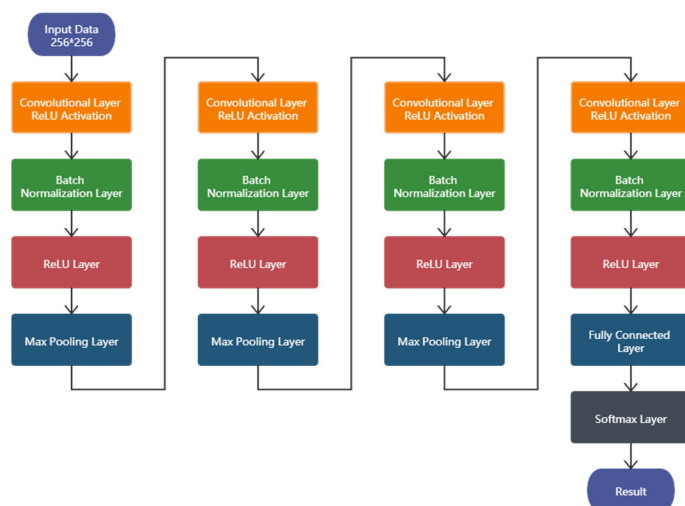 Input Data
256*256
Convolutional Layer
ReLU Activation
Batch
Normalization Layer
ReLU Layer
Max Pooling Layer
Convolutional Layer
ReLU Activation
Batch
Normalization Layer
ReLU Layer
Max Pooling Layer
Convolutional Layer
ReLU Activation
Batch
Normalization Layer
ReLU Layer
Max Pooling Layer
Convolutional Layer
ReLU Activation
Batch
Normalization Layer
ReLU Layer
Fully Connected
Layer
Softmax Layer
Result